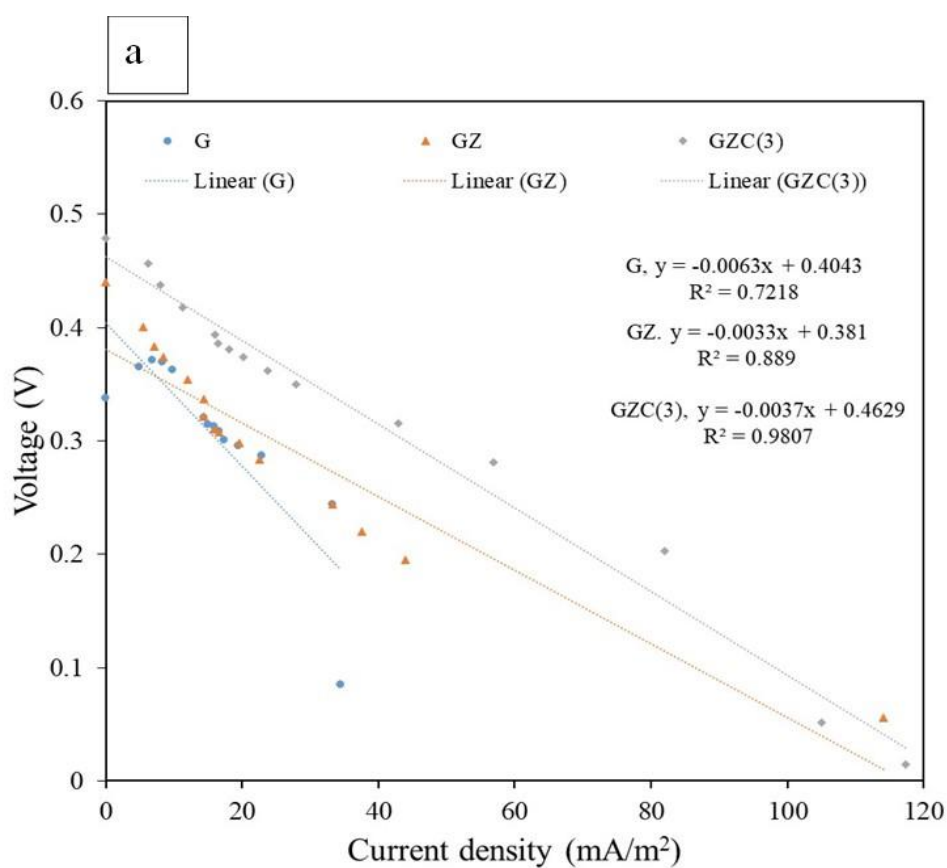 a
0.6
0.5
0.4
0.3
0.2
0.1
0
Voltage (V)
G GZ GZC(3)
Linear (G) Linear (GZ) Linear (GZC(3))
G, y = -0.0063x + 0.4043
R² = 0.7218
GZ. y = -0.0033x + 0.381
R² = 0.889
GZC(3), y = -0.0037x + 0.4629
R² = 0.9807
0 20 40 60 80 100 120
Current density (mA/m²)